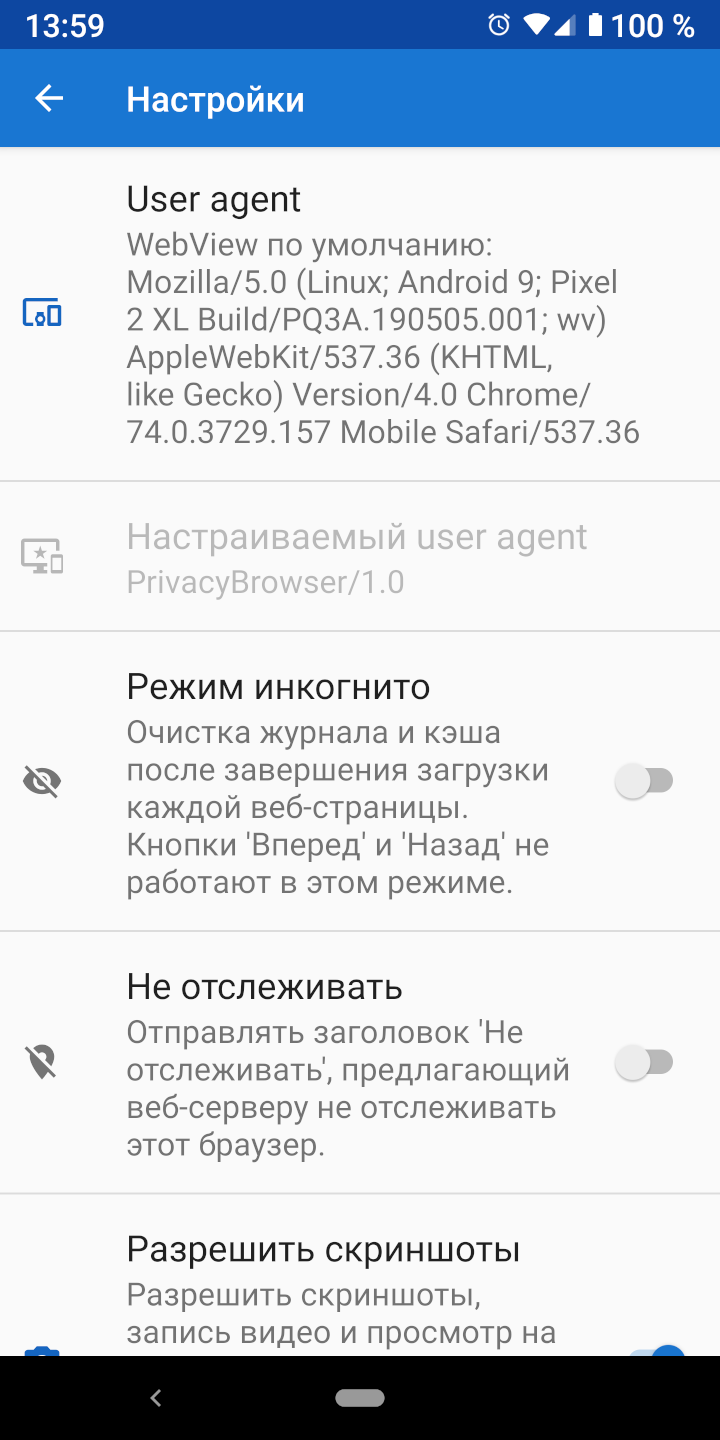 13:59
100 %
Настройки
User agent
WebView по умолчанию:
Mozilla/5.0 (Linux; Android 9; Pixel
2 XL Build/PQ3A.190505.001; wv)
AppleWebKit/537.36 (KHTML,
like Gecko) Version/4.0 Chrome/
74.0.3729.157 Mobile Safari/537.36
Настраиваемый user agent
PrivacyBrowser/1.0
Режим инкогнито
Очистка журнала и кэша
после завершения загрузки
каждой веб-страницы.
Кнопки 'Вперед' и 'Назад' не
работают в этом режиме.
Не отслеживать
Отправлять заголовок 'Не
отслеживать', предлагающий
веб-серверу не отслеживать
этот браузер.
Разрешить скриншоты
Разрешить скриншоты,
запись видео и просмотр на